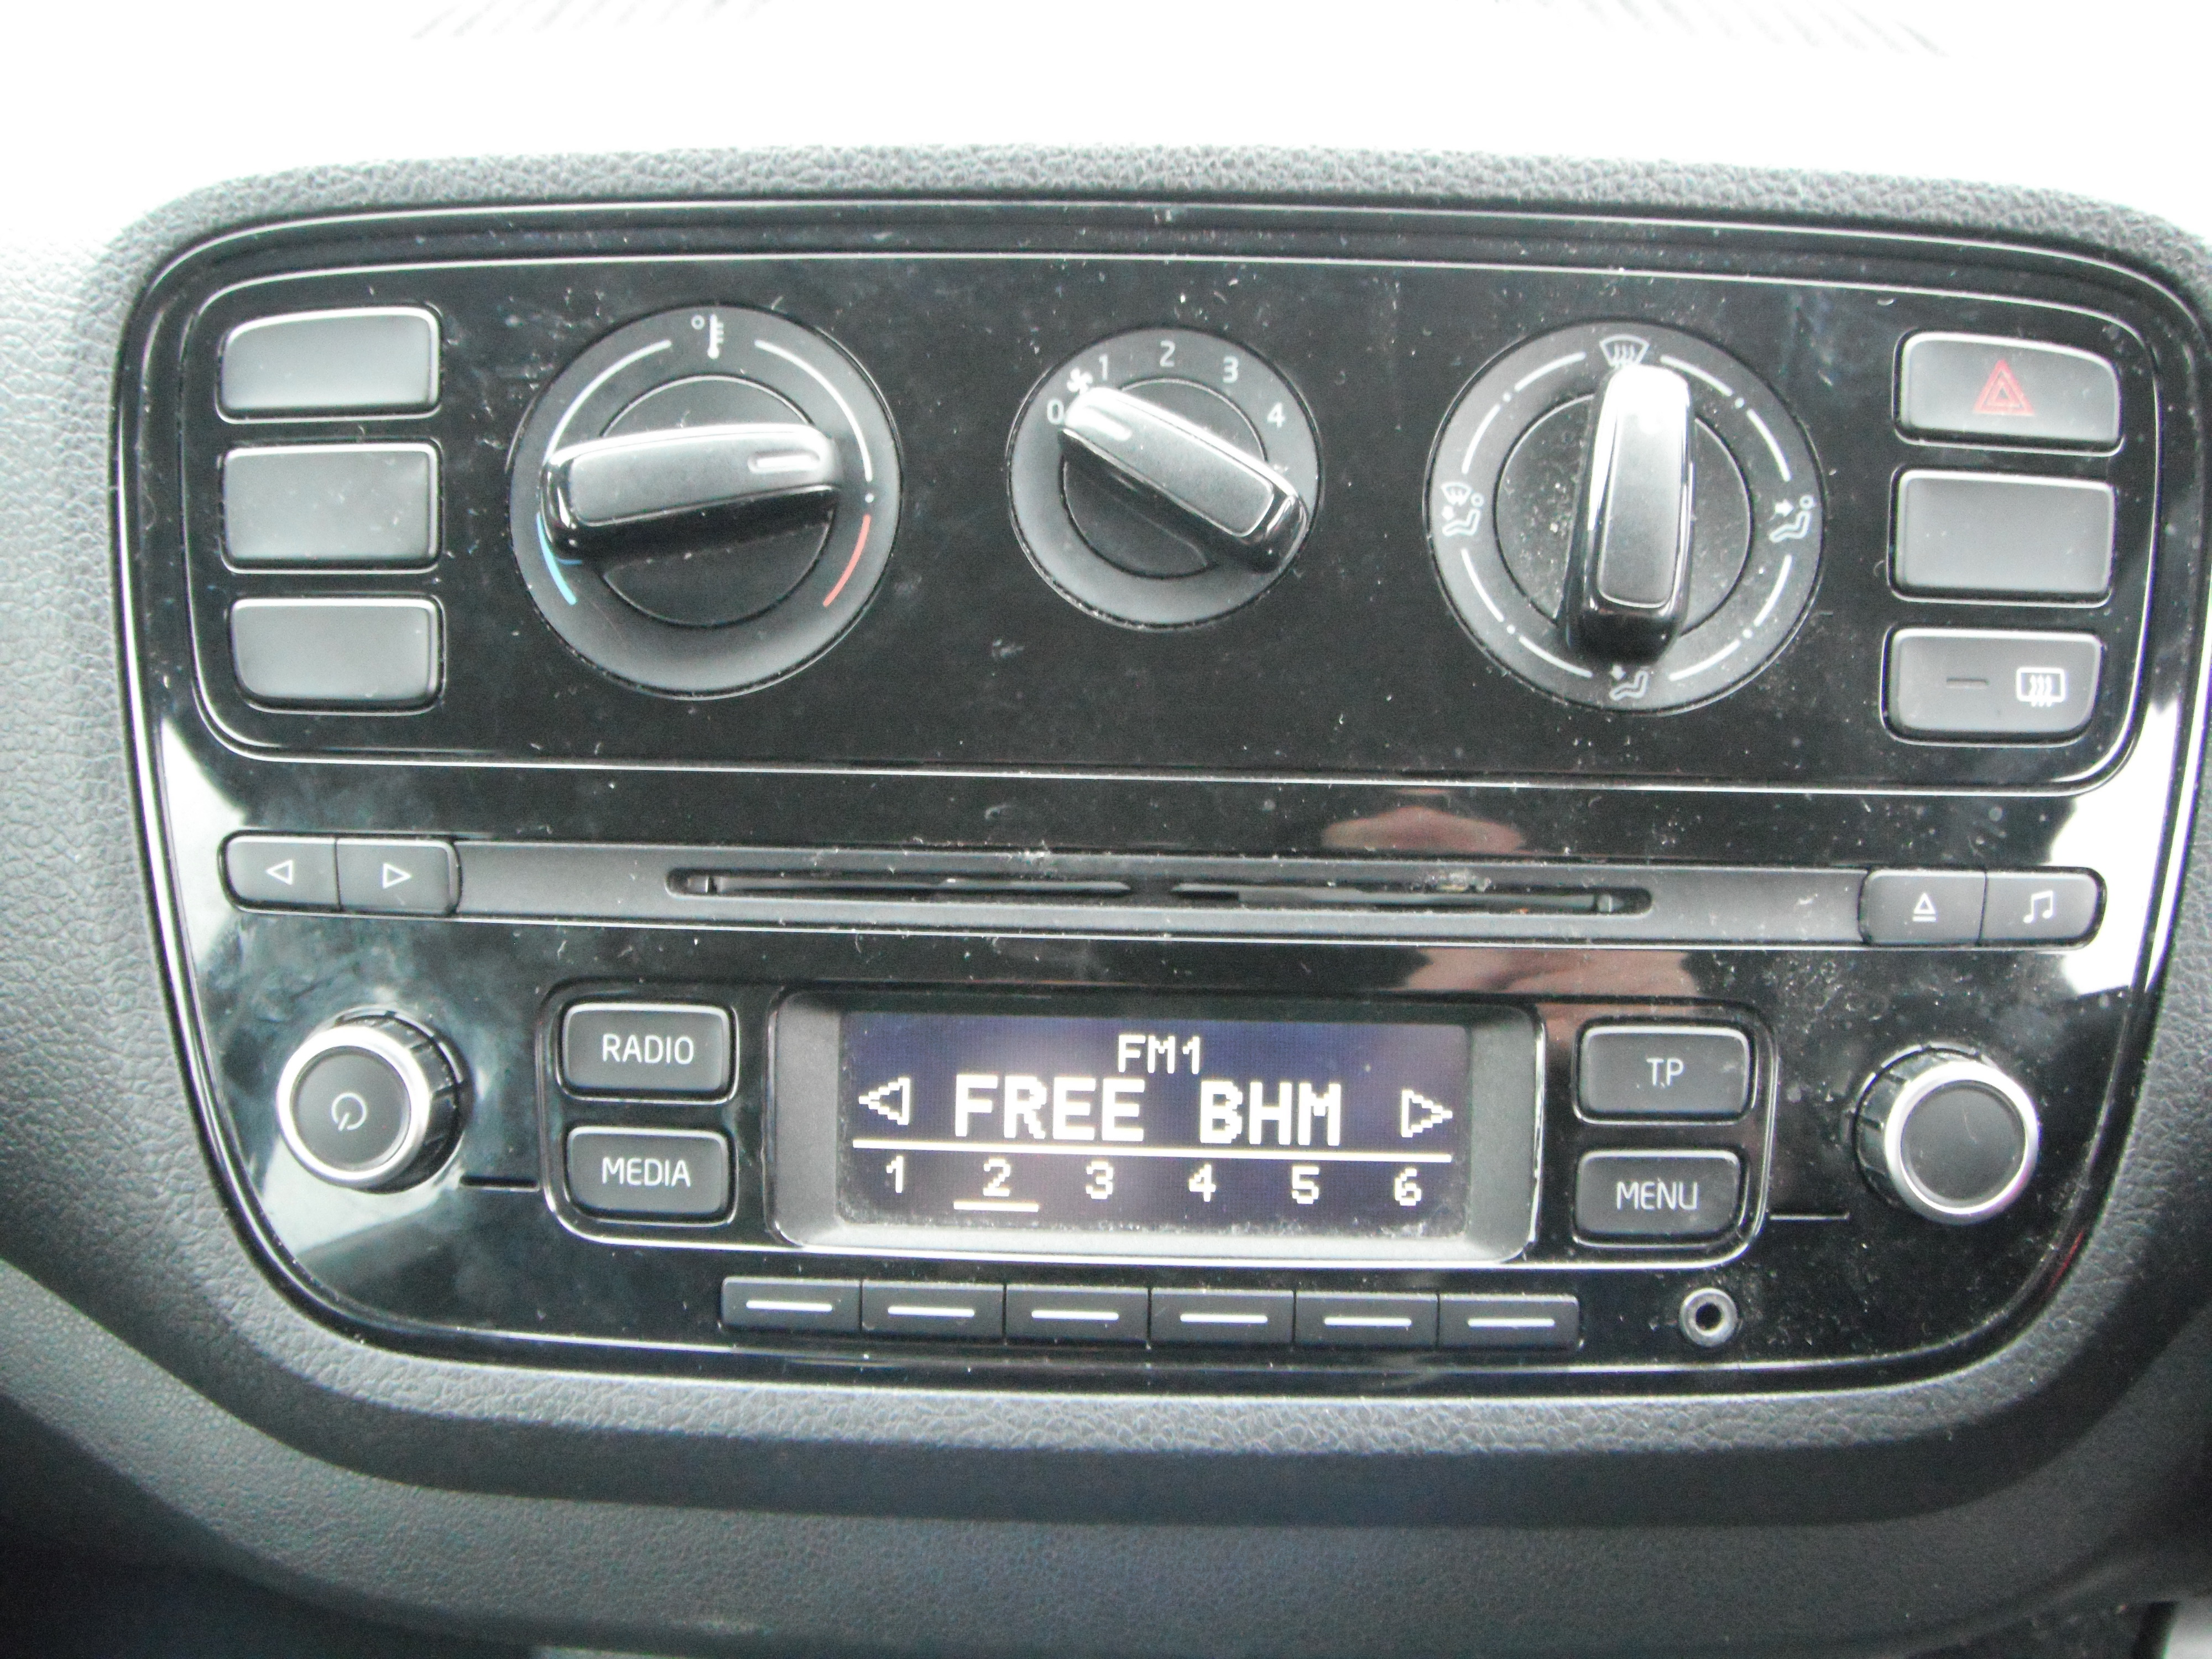 0 1 2 3 4
RADIO
MEDIA
FM1
FREE BHM
1 2 3 4 5 6
TP
MENU